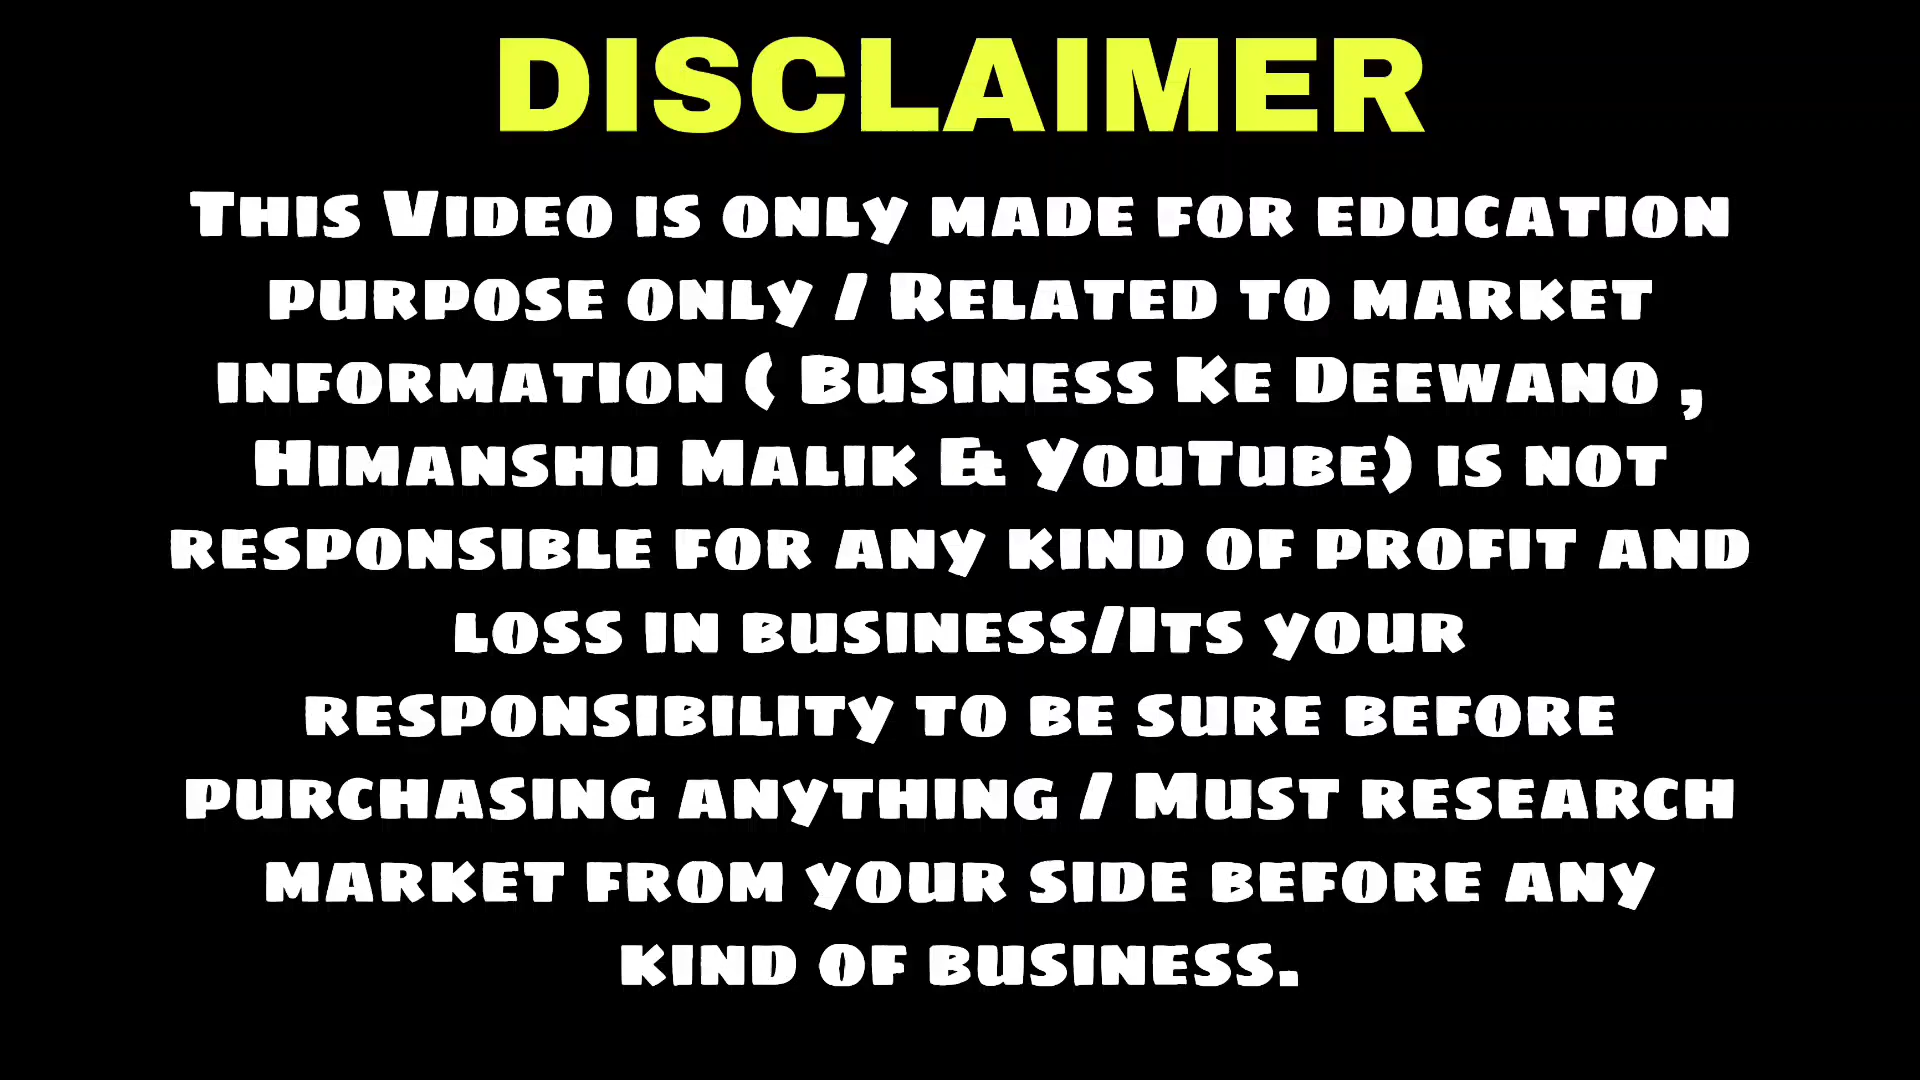 DISCLAIMER
This Video is only made for education
purpose only / Related to market
information ( Business Ke Deewano ,
Himanshu Malik & YouTube) is not
responsible for any kind of profit and
loss in business/Its your
responsibility to be sure before
purchasing anything / Must research
market from your side before any
kind of business.